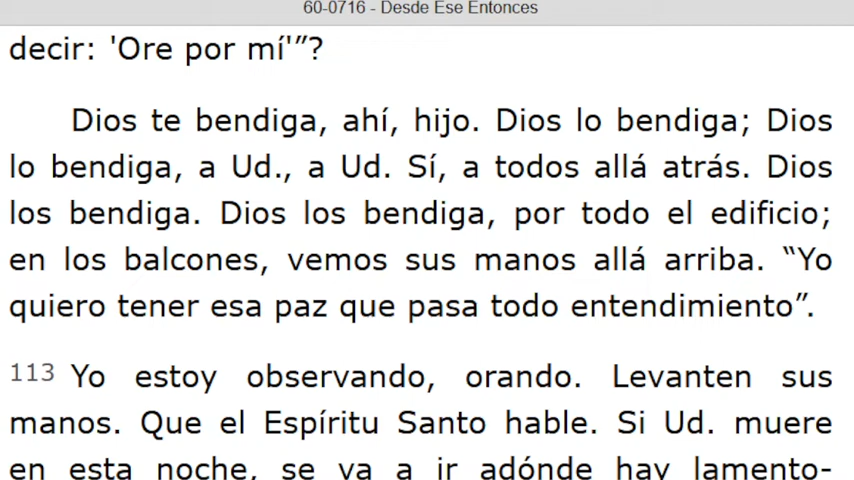 60-0716 - Desde Ese Entonces
decir: 'Ore por mí'”?
Dios te bendiga, ahí, hijo. Dios lo bendiga; Dios
lo bendiga, a Ud., a Ud. Sí, a todos allá atrás. Dios
los bendiga. Dios los bendiga, por todo el edificio;
en los balcones, vemos sus manos allá arriba. “Yo
quiero tener esa paz que pasa todo entendimiento”.
113 Yo estoy observando, orando. Levanten sus
manos. Que el Espíritu Santo hable. Si Ud. muere
en esta noche, se va a ir adónde hay lamento-